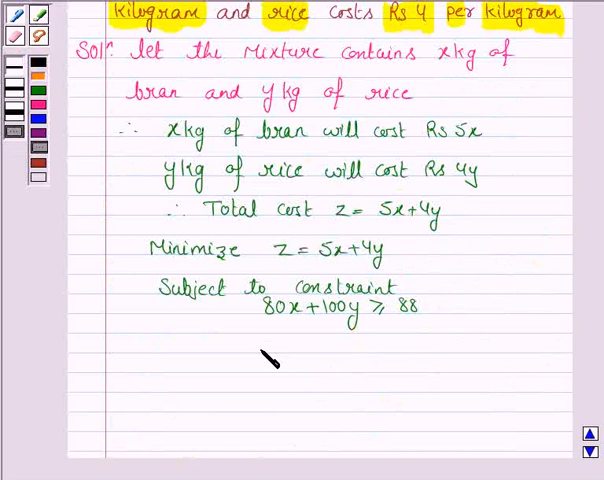 kilogram and rice costs Rs 4 per kilogram
Solⁿ. let the mixture contains x kg of
bran and y kg of rice
∴ x kg of bran will cost Rs 5x
y kg of rice will cost Rs 4y
∴ Total cost z = 5x+4y
Minimize z = 5x+4y
Subject to constraint
80x+100y ≥ 88